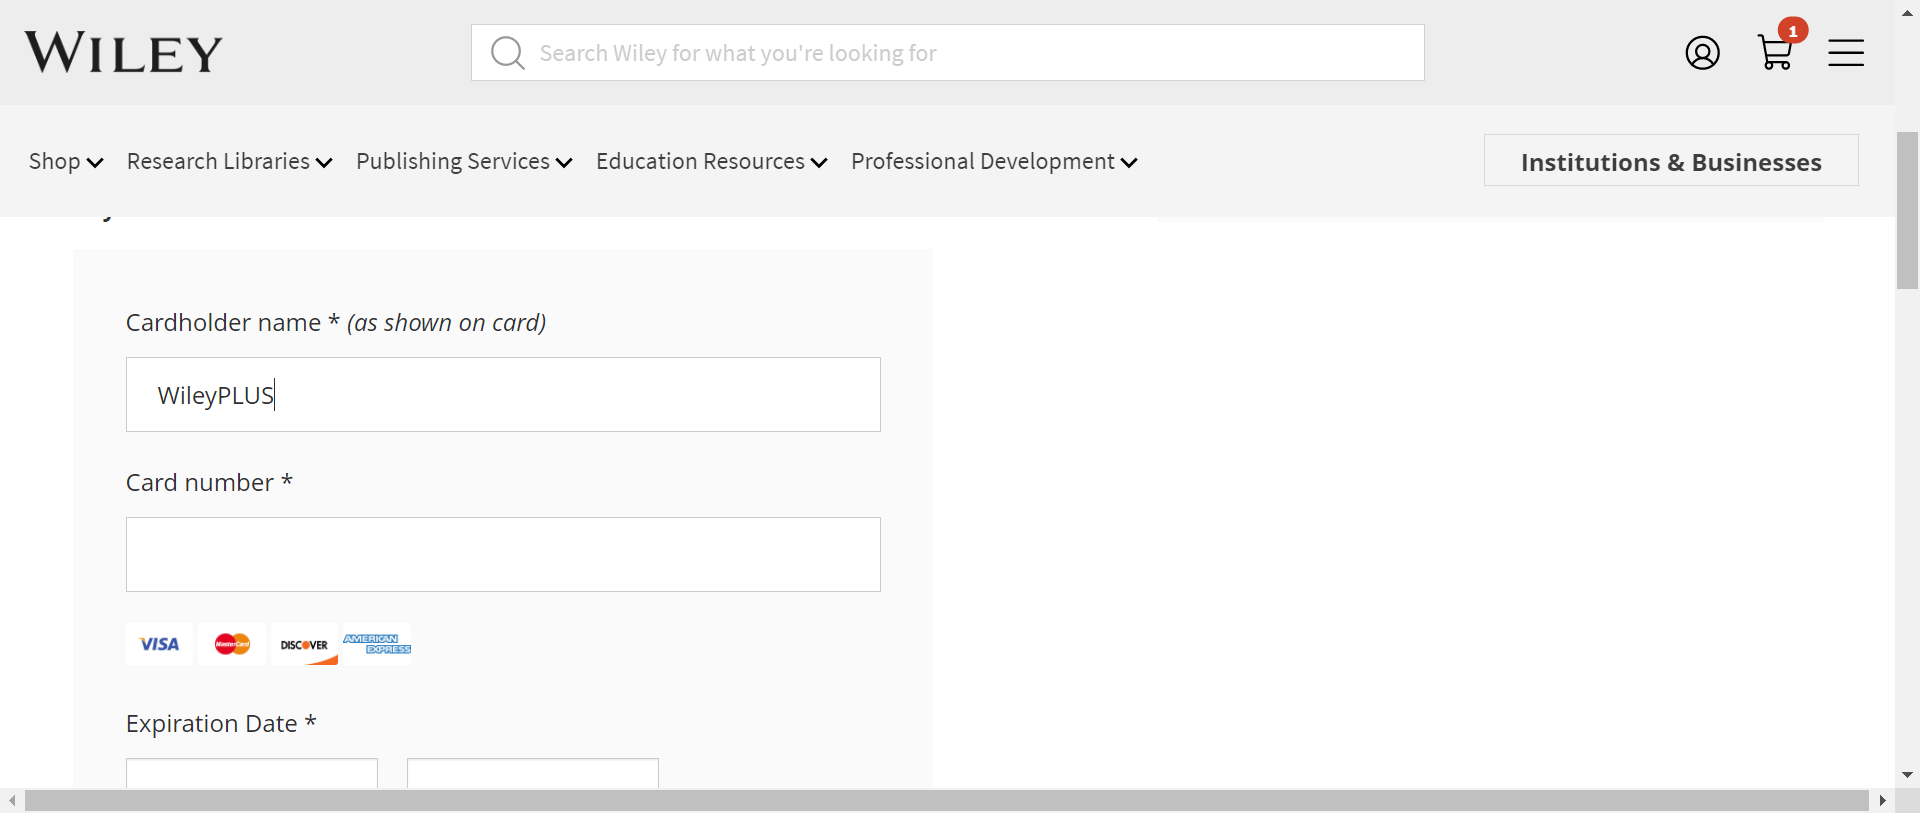 WILEY
Search Wiley for what you're looking for
1
Shop
Research Libraries
Publishing Services
Education Resources
Professional Development
Institutions & Businesses
Cardholder name * (as shown on card)
WileyPLUS
Card number *
VISA
MasterCard
DISCOVER
AMERICAN
EXPRESS
Expiration Date *